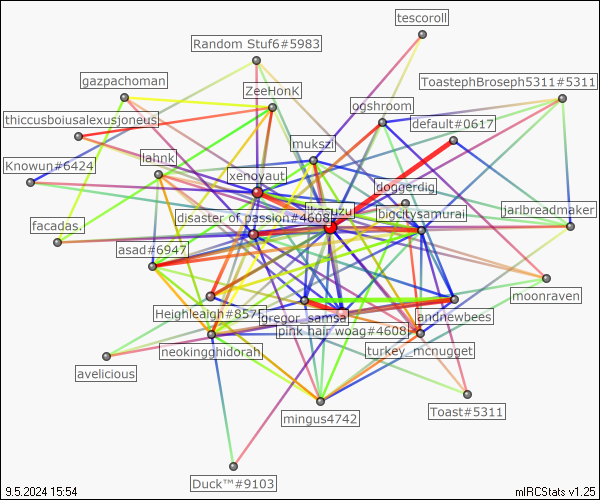 tescoroll
Random Stuf6#5983
ToastephBroseph5311#5311
gazpachoman
ZeeHonK
ogshroom
thiccusboiusalexusjoneus
default#0617
mukszi
lahnk
Knowun#6424
xenoyaut
doggerdig
ikasuzu
jarlbreadmaker
disaster of passion#4608
bigcitysamurai
facadas.
asad#6947
moonraven
Heighleaigh#8575
gregor_samsa
andnewbees
pink hair woag#4608
neokingghidorah
turkey_mcnugget
avelicious
Toast#5311
mingus4742
Duck™#9103
9.5.2024 15:54
mIRCStats v1.25